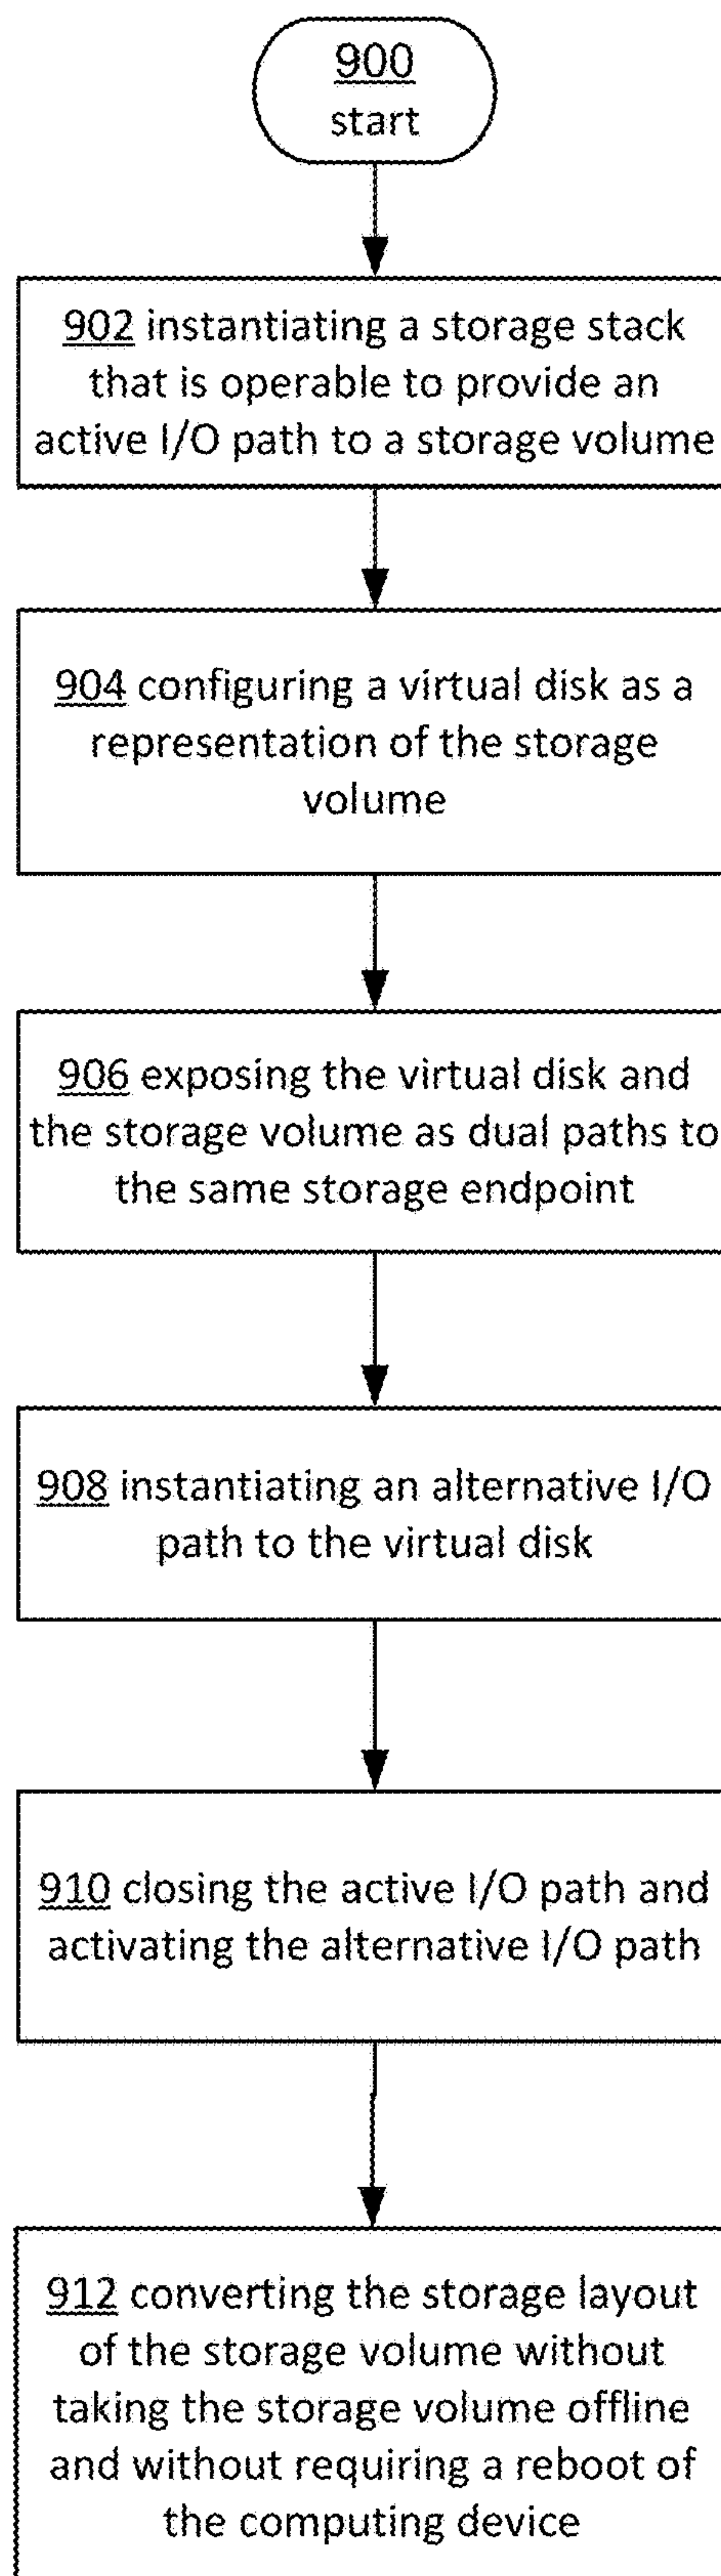 900
start
902 instantiating a storage stack
that is operable to provide an
active I/O path to a storage volume
904 configuring a virtual disk as a
representation of the storage
volume
906 exposing the virtual disk and
the storage volume as dual paths to
the same storage endpoint
908 instantiating an alternative I/O
path to the virtual disk
910 closing the active I/O path and
activating the alternative I/O path
912 converting the storage layout
of the storage volume without
taking the storage volume offline
and without requiring a reboot of
the computing device